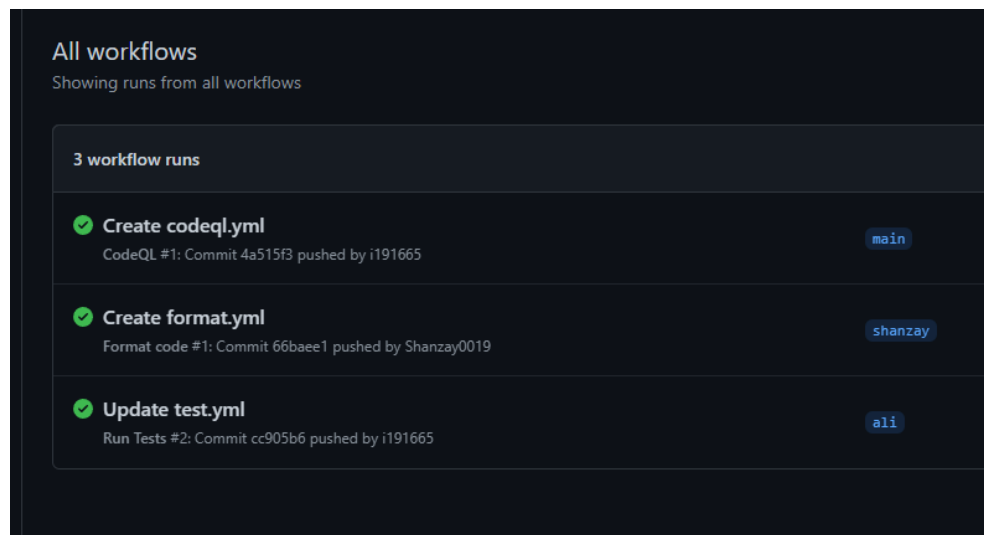 All workflows
Showing runs from all workflows
3 workflow runs
Create codeql.yml
CodeQL #1: Commit 4a515f3 pushed by i191665
main
Create format.yml
Format code #1: Commit 66baee1 pushed by Shanzay0019
shanzay
Update test.yml
Run Tests #2: Commit cc905b6 pushed by i191665
ali